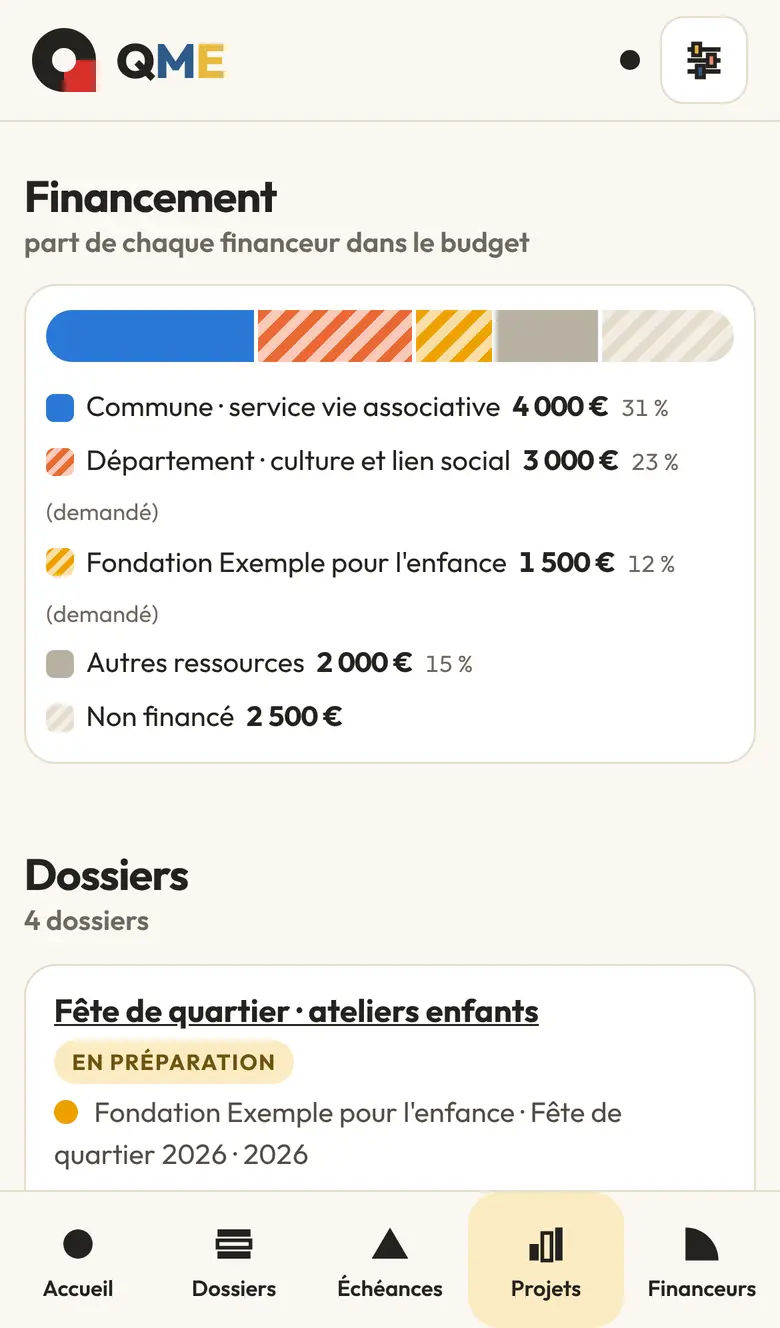 QME
Financement
part de chaque financeur dans le budget
Commune · service vie associative 4 000 € 31 %
Département · culture et lien social 3 000 € 23 %
(demandé)
Fondation Exemple pour l'enfance 1 500 € 12 %
(demandé)
Autres ressources 2 000 € 15 %
Non financé 2 500 €
Dossiers
4 dossiers
Fête de quartier · ateliers enfants
EN PRÉPARATION
Fondation Exemple pour l'enfance · Fête de
quartier 2026 · 2026
Accueil Dossiers Échéances Projets Financeurs